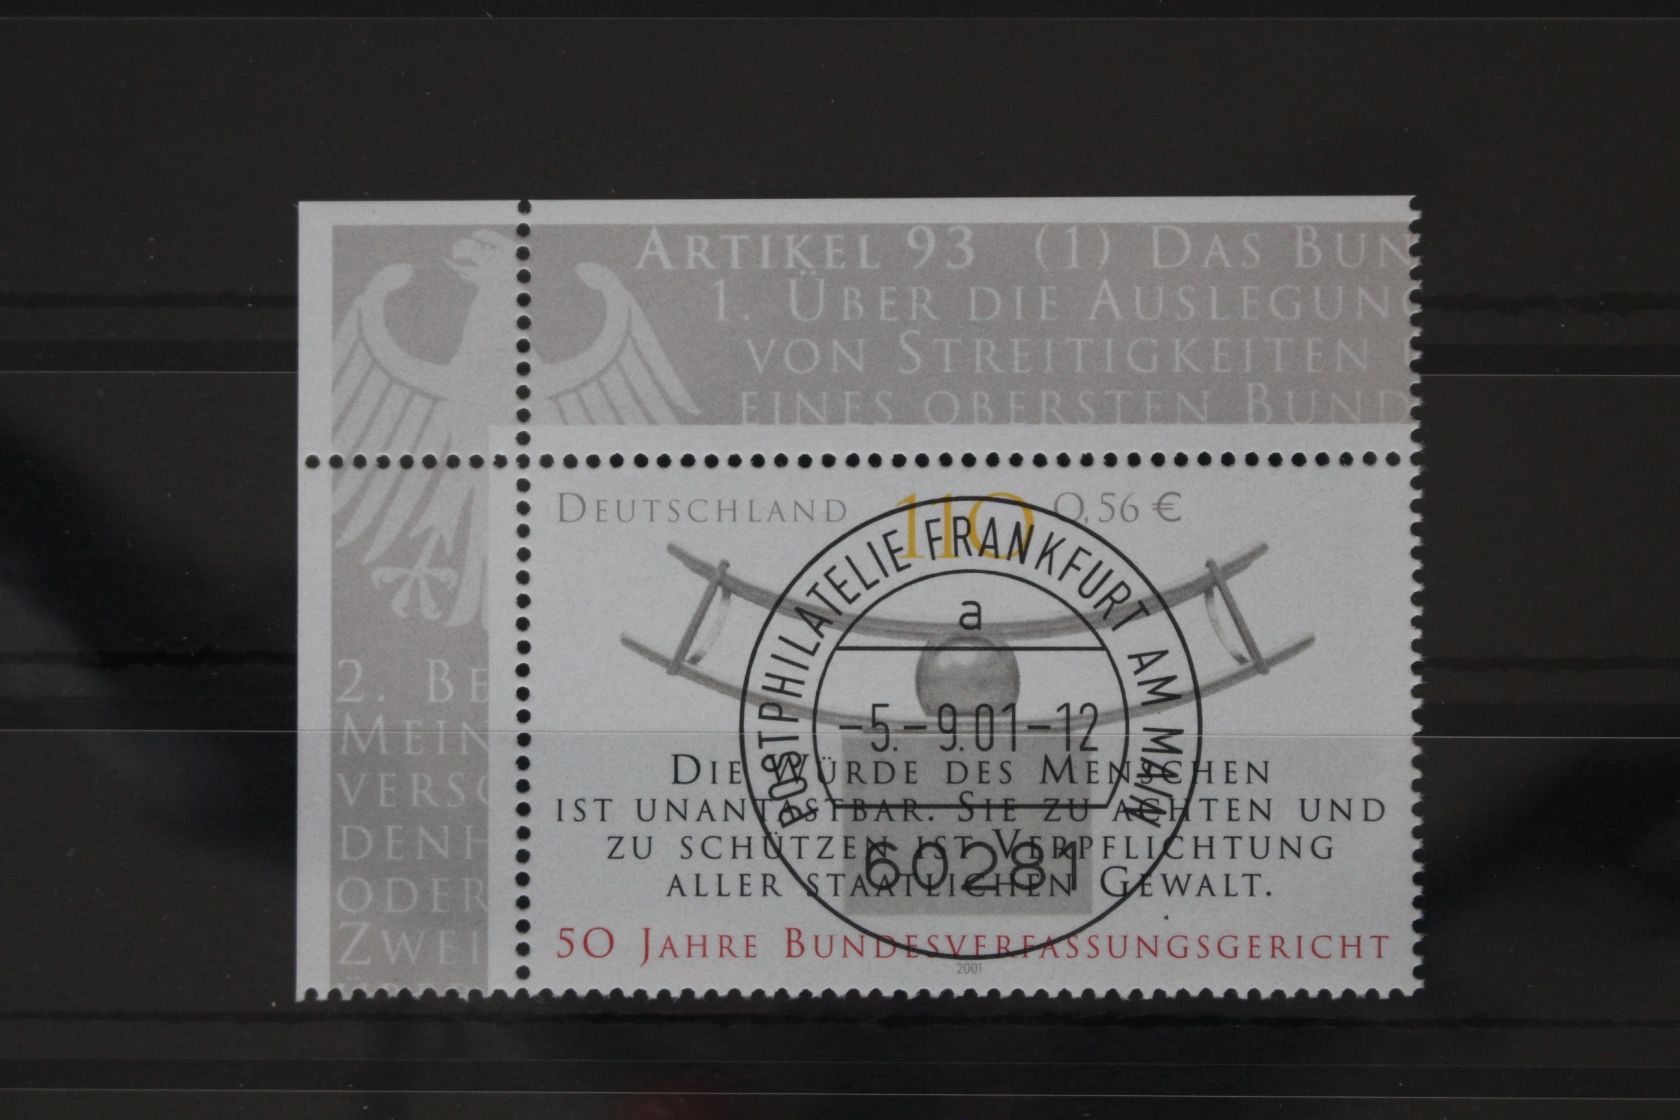 ARTIKEL 93 (1) DAS BUN
1. ÜBER DIE AUSLEGUNG
VON STREITIGKEITEN
EINES OBERSTEN BUND
2. BE
MEIN
VERSC
DENH
ODER
ZWEI
DEUTSCHLAND 110 0,56 €
POSTPHILATELIE FRANKFURT AM MAIN
a
-5.-9.01-12
60281
DIE WÜRDE DES MENSCHEN
IST UNANTASTBAR. SIE ZU ACHTEN UND
ZU SCHÜTZEN IST VERPFLICHTUNG
ALLER STAATLICHEN GEWALT.
50 JAHRE BUNDESVERFASSUNGSGERICHT
2001